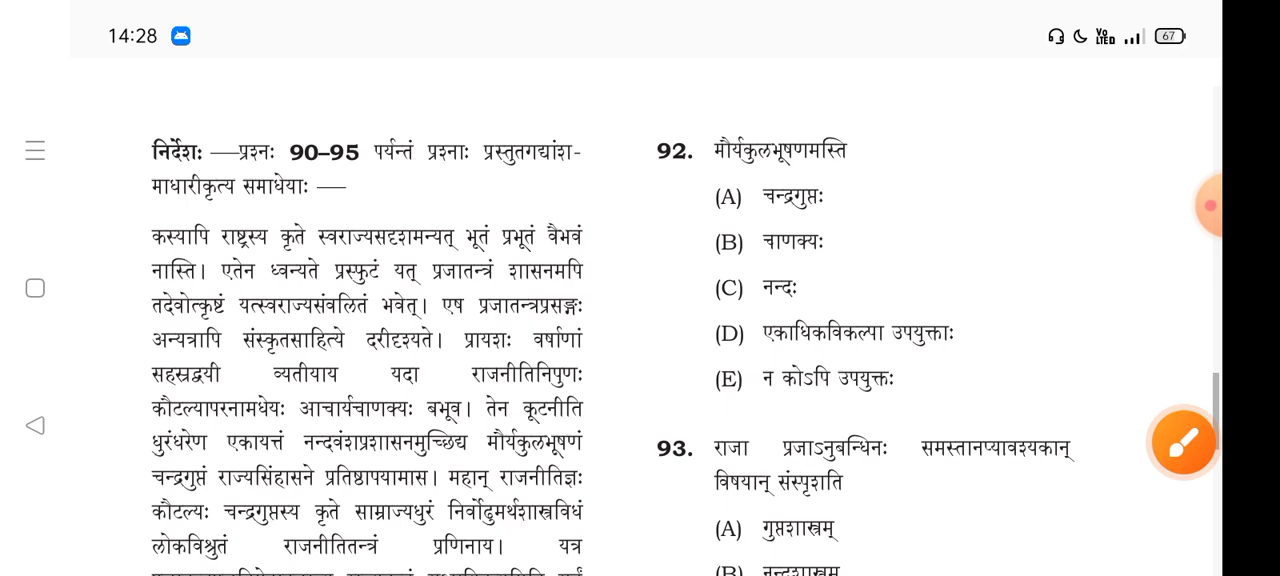 14:28
Vo
LTED
67
निर्देशः —प्रश्नः 90–95 पर्यन्तं प्रश्नाः प्रस्तुतगद्यांश-
माधारीकृत्य समाधेयाः —
कस्यापि राष्ट्रस्य कृते स्वराज्यसदृशमन्यत् भूतं प्रभूतं वैभवं
नास्ति। एतेन ध्वन्यते प्रस्फुटं यत् प्रजातन्त्रं शासनमपि
तदेवोत्कृष्टं यत्स्वराज्यसंवलितं भवेत्। एष प्रजातन्त्रप्रसङ्गः
अन्यत्रापि संस्कृतसाहित्ये दरीदृश्यते। प्रायशः वर्षाणां
सहस्रद्वयी व्यतीयाय यदा राजनीतिनिपुणः
कौटल्यापरनामधेयः आचार्यचाणक्यः बभूव। तेन कूटनीति
धुरंधरेण एकायत्तं नन्दवंशप्रशासनमुच्छिद्य मौर्यकुलभूषणं
चन्द्रगुप्तं राज्यसिंहासने प्रतिष्ठापयामास। महान् राजनीतिज्ञः
कौटल्यः चन्द्रगुप्तस्य कृते साम्राज्यधुरं निर्वोढुमर्थशास्त्रविधं
लोकविश्रुतं राजनीतितन्त्रं प्रणिनाय। यत्र
92. मौर्यकुलभूषणमस्ति
(A) चन्द्रगुप्तः
(B) चाणक्यः
(C) नन्दः
(D) एकाधिकविकल्पा उपयुक्ताः
(E) न कोऽपि उपयुक्तः
93. राजा प्रजाऽनुबन्धिनः समस्तानप्यावश्यकान्
विषयान् संस्पृशाति
(A) गुप्तशास्त्रम्
(B) नन्दशास्त्रम